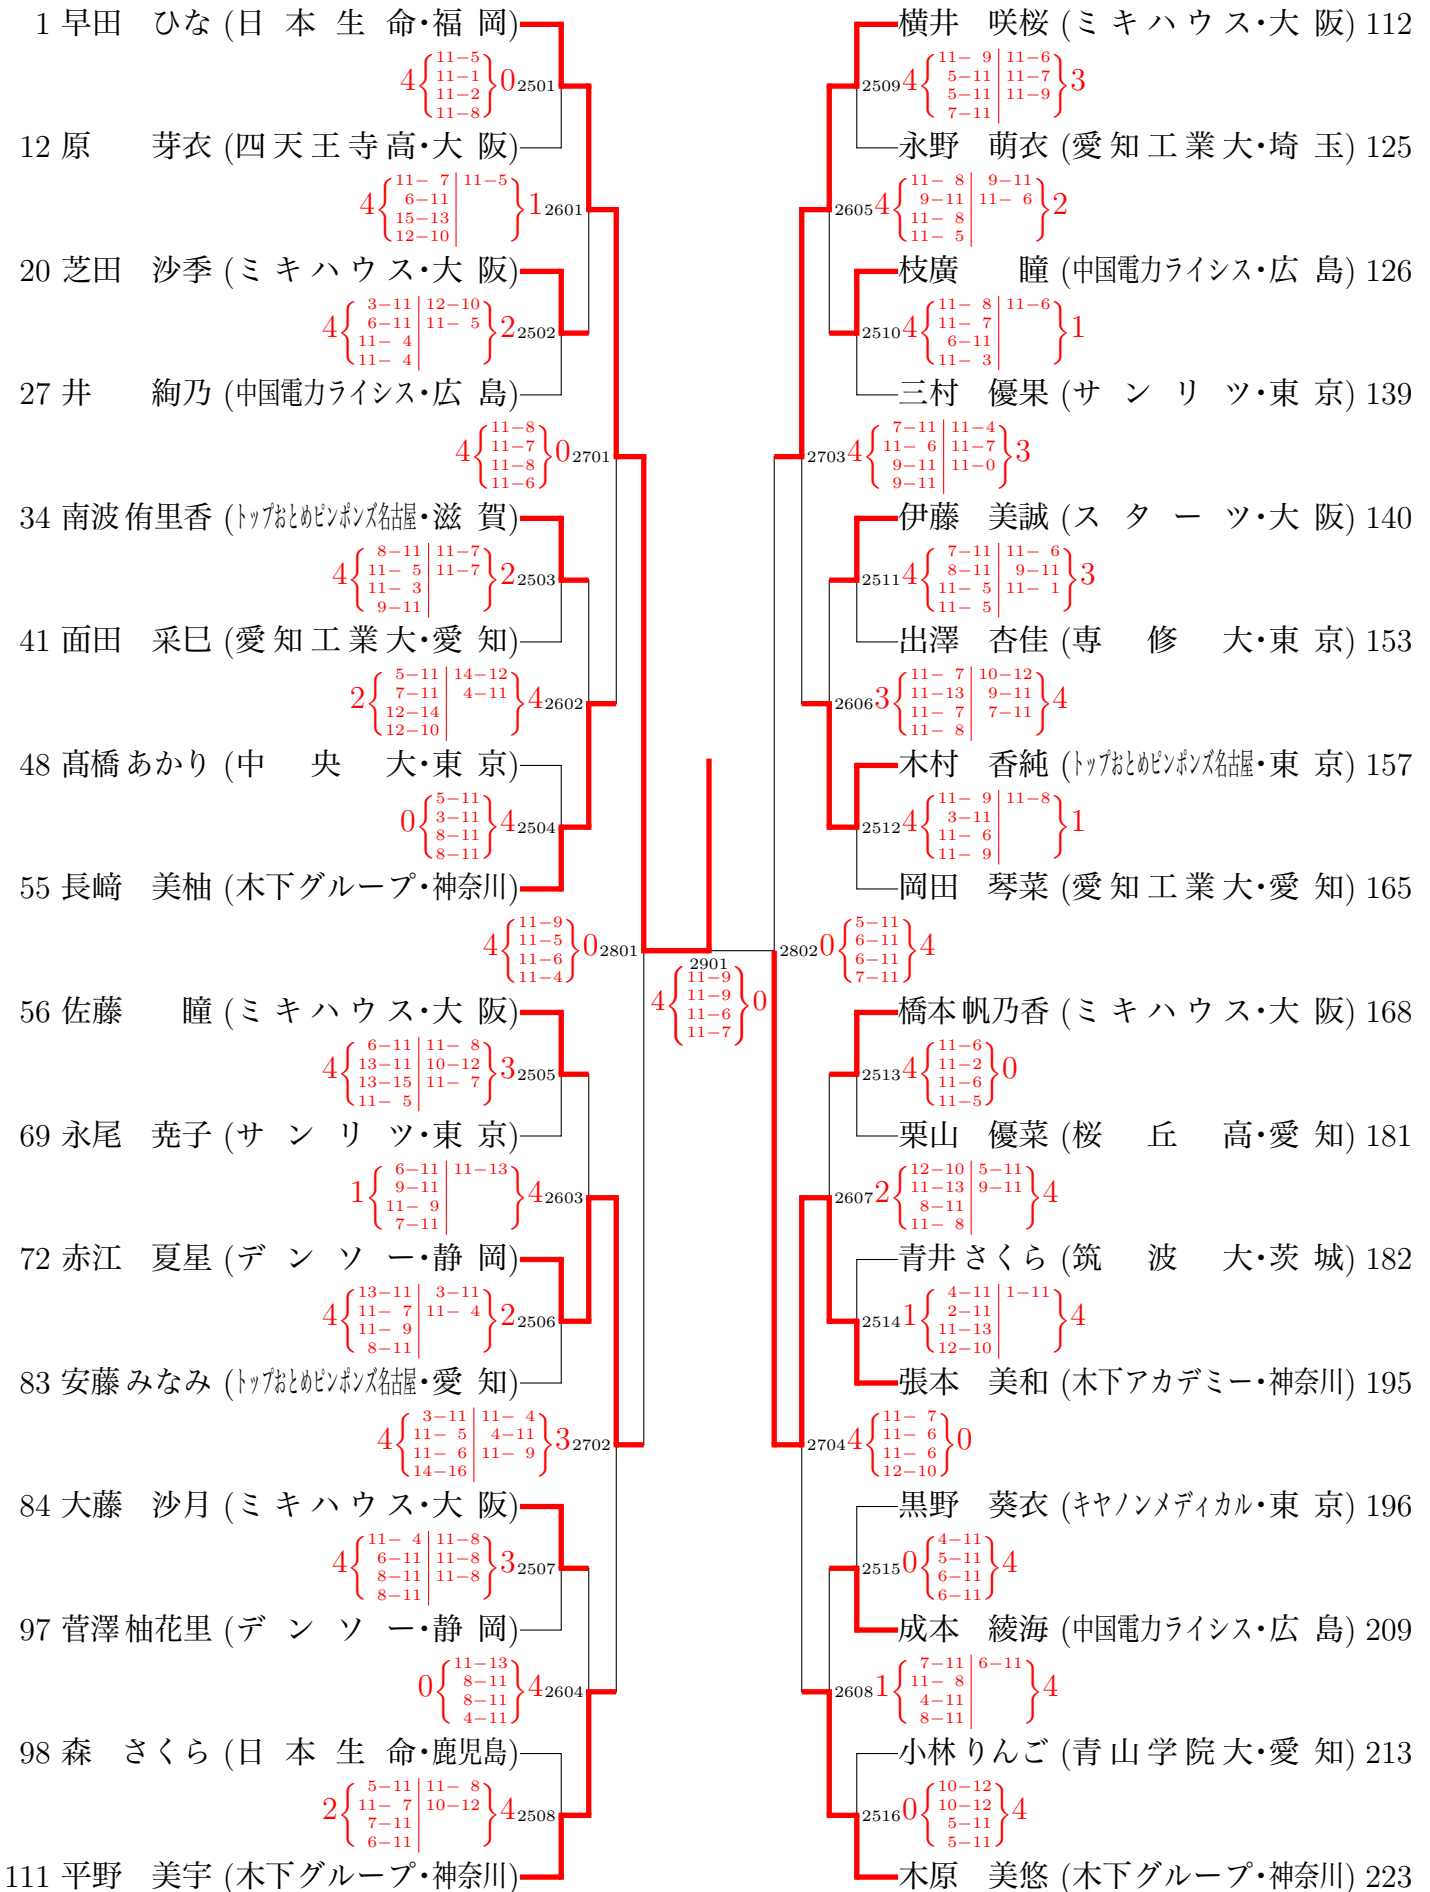 1 早田 ひな (日本生命・福岡)
4 { 11-5 11-1 11-2 11-8 } 0 2501
12 原 芽衣 (四天王寺高・大阪)
4 { 11-7 6-11 15-13 12-10 | 11-5 } 1 2601
20 芝田 沙季 (ミキハウス・大阪)
4 { 3-11 6-11 11-4 11-4 | 12-10 11-5 } 2 2502
27 井 絢乃 (中国電力ライシス・広島)
4 { 11-8 11-7 11-8 11-6 } 0 2701
34 南波 侑里香 (トップおとめピンポンズ名古屋・滋賀)
4 { 8-11 11-5 11-3 9-11 | 11-7 11-7 } 2 2503
41 面田 采巳 (愛知工業大・愛知)
2 { 5-11 7-11 12-14 12-10 | 14-12 4-11 } 4 2602
48 髙橋 あかり (中央大・東京)
0 { 5-11 3-11 8-11 8-11 } 4 2504
55 長﨑 美柚 (木下グループ・神奈川)
4 { 11-9 11-5 11-6 11-4 } 0 2801
56 佐藤 瞳 (ミキハウス・大阪)
4 { 6-11 13-11 13-15 11-5 | 11-8 10-12 11-7 } 3 2505
69 永尾 尭子 (サンリツ・東京)
1 { 6-11 9-11 11-9 7-11 | 11-13 } 4 2603
72 赤江 夏星 (デンソー・静岡)
4 { 13-11 11-7 11-9 8-11 | 3-11 11-4 } 2 2506
83 安藤 みなみ (トップおとめピンポンズ名古屋・愛知)
4 { 3-11 11-5 11-6 14-16 | 11-4 4-11 11-9 } 3 2702
84 大藤 沙月 (ミキハウス・大阪)
4 { 11-4 6-11 8-11 8-11 | 11-8 11-8 11-8 } 3 2507
97 菅澤 柚花里 (デンソー・静岡)
0 { 11-13 8-11 8-11 4-11 } 4 2604
98 森 さくら (日本生命・鹿児島)
2 { 5-11 11-7 7-11 6-11 | 11-8 10-12 } 4 2508
111 平野 美宇 (木下グループ・神奈川)
2901
4 { 11-9 11-9 11-6 11-7 } 0
横井 咲桜 (ミキハウス・大阪) 112
2509 4 { 11-9 5-11 5-11 7-11 | 11-6 11-7 11-9 } 3
永野 萌衣 (愛知工業大・埼玉) 125
2605 4 { 11-8 9-11 11-8 11-5 | 9-11 11-6 } 2
枝廣 瞳 (中国電力ライシス・広島) 126
2510 4 { 11-8 11-7 6-11 11-3 | 11-6 } 1
三村 優果 (サンリツ・東京) 139
2703 4 { 7-11 11-6 9-11 9-11 | 11-4 11-7 11-0 } 3
伊藤 美誠 (スターツ・大阪) 140
2511 4 { 7-11 8-11 11-5 11-5 | 11-6 9-11 11-1 } 3
出澤 杏佳 (専修大・東京) 153
2606 3 { 11-7 11-13 11-7 11-8 | 10-12 9-11 7-11 } 4
木村 香純 (トップおとめピンポンズ名古屋・東京) 157
2512 4 { 11-9 3-11 11-6 11-9 | 11-8 } 1
岡田 琴菜 (愛知工業大・愛知) 165
2802 0 { 5-11 6-11 6-11 7-11 } 4
橋本 帆乃香 (ミキハウス・大阪) 168
2513 4 { 11-6 11-2 11-6 11-5 } 0
栗山 優菜 (桜丘高・愛知) 181
2607 2 { 12-10 11-13 8-11 11-8 | 5-11 9-11 } 4
青井 さくら (筑波大・茨城) 182
2514 1 { 4-11 2-11 11-13 12-10 | 1-11 } 4
張本 美和 (木下アカデミー・神奈川) 195
2704 4 { 11-7 11-6 11-6 12-10 } 0
黒野 葵衣 (キヤノンメディカル・東京) 196
2515 0 { 4-11 5-11 6-11 6-11 } 4
成本 綾海 (中国電力ライシス・広島) 209
2608 1 { 7-11 11-8 4-11 8-11 | 6-11 } 4
小林 りんご (青山学院大・愛知) 213
2516 0 { 10-12 10-12 5-11 5-11 } 4
木原 美悠 (木下グループ・神奈川) 223